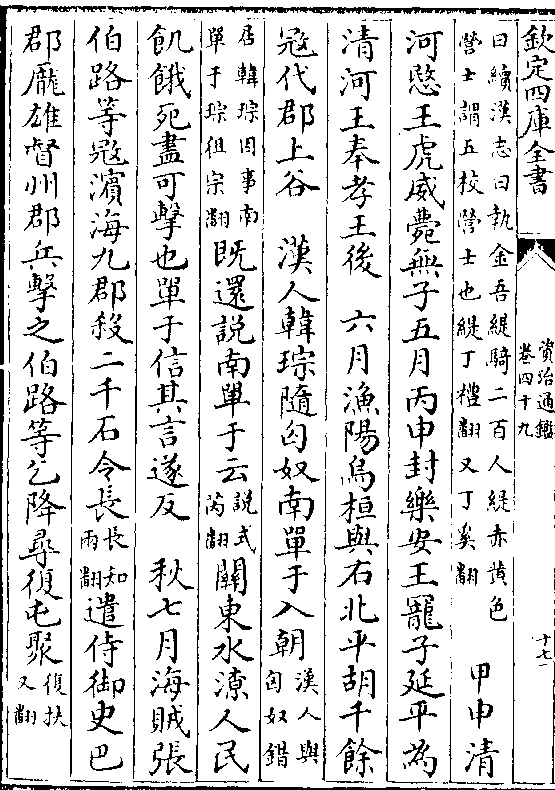 欽定四庫全書
資治通鑑
卷四十九
十七
曰續漢志曰執金吾緹騎二百人緹赤黄色
營士謂五校營士也緹丁禮翻又丁奚翻
甲申清
河愍王虎威薨無子五月丙申封樂安王寵子延平為
清河王奉孝王後 六月漁陽烏桓與右北平胡千餘
冦代郡上谷 漢人韓琮隨匈奴南單于入朝
漢人與
匈奴錯
居韓琮因事南
單于琮徂宗翻
既還說南單于云
說式
芮翻
關東水潦人民
飢餓死盡可擊也單于信其言遂反 秋七月海賊張
伯路等冦濱海九郡殺二千石令長
長知
兩翻
遣侍御史巴
郡龎雄督州郡兵擊之伯路等乞降尋復屯聚
復扶
又翻